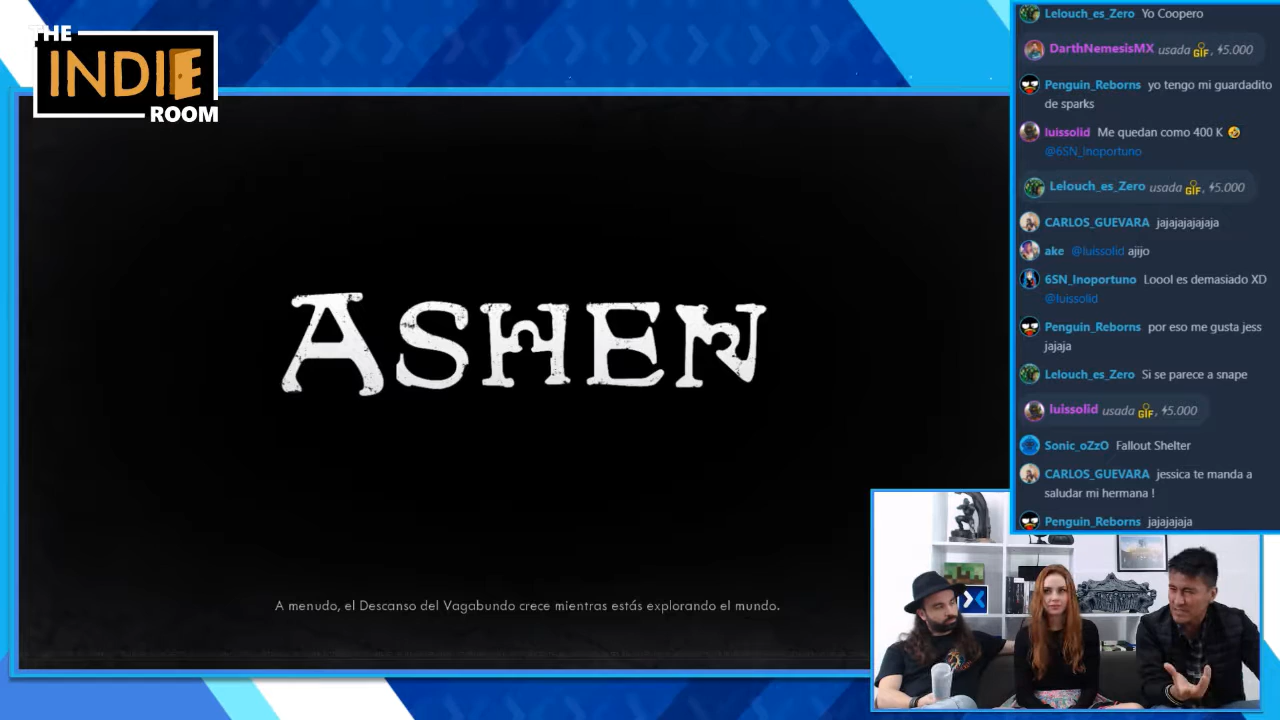 THE
INDIE
ROOM
ASHEN
A menudo, el Descanso del Vagabundo crece mientras estás explorando el mundo.
Lelouch_es_Zero Yo Coopero
DarthNemesisMX usada GIF, 5.000
Penguin_Reborns yo tengo mi guardadito
de sparks
luissolid Me quedan como 400 K 🤣
@6SN_Inoportuno
Lelouch_es_Zero usada GIF, 5.000
CARLOS_GUEVARA jajajajajajaja
ake @luissolid ajijo
6SN_Inoportuno Loool es demasiado XD
@luissolid
Penguin_Reborns por eso me gusta jess
jajaja
Lelouch_es_Zero Si se parece a snape
luissolid usada GIF, 5.000
Sonic_oZzO Fallout Shelter
CARLOS_GUEVARA jessica te manda a
saludar mi hermana !
Penguin_Reborns jajajajaja